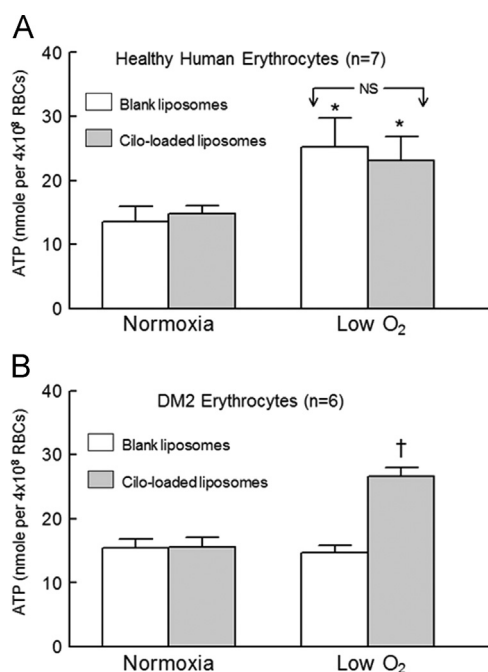 A
Healthy Human Erythrocytes (n=7)
40
30
20
10
0
ATP (nmole per 4x10⁸ RBCs)
Blank liposomes
Cilo-loaded liposomes
NS
*
*
Normoxia
Low O₂
B
DM2 Erythrocytes (n=6)
40
30
20
10
0
ATP (nmole per 4x10⁸ RBCs)
Blank liposomes
Cilo-loaded liposomes
†
Normoxia
Low O₂